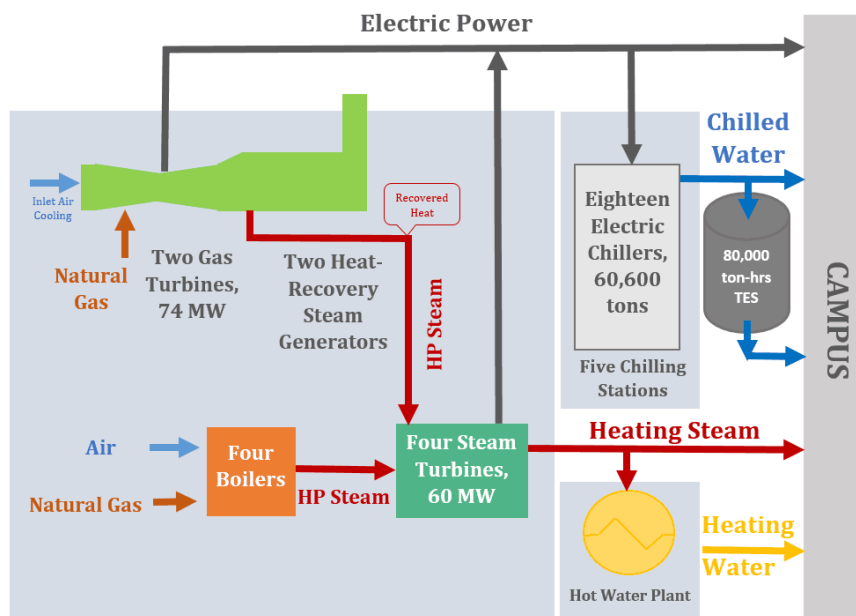 Electric Power
Chilled
Water
Inlet Air
Cooling
Recovered
Heat
Eighteen
Electric
Chillers,
60,600
tons
80,000
ton-hrs
TES
Natural
Gas
Two Gas
Turbines,
74 MW
Two Heat-
Recovery
Steam
Generators
HP Steam
Five Chilling
Stations
CAMPUS
Air
Natural Gas
Four
Boilers
HP Steam
Four Steam
Turbines,
60 MW
Heating Steam
Heating
Water
Hot Water Plant